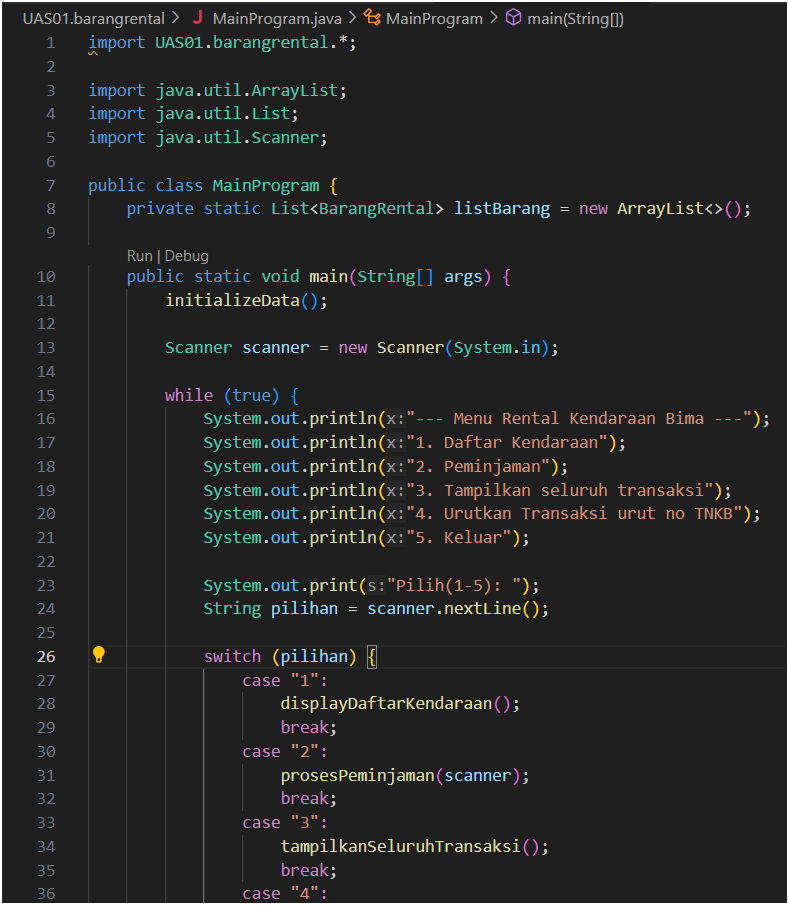 UAS01.barangrental > J MainProgram.java > MainProgram > main(String[])
1 import UAS01.barangrental.*;
2
3 import java.util.ArrayList;
4 import java.util.List;
5 import java.util.Scanner;
6
7 public class MainProgram {
8     private static List<BarangRental> listBarang = new ArrayList<>();
9
Run | Debug
10     public static void main(String[] args) {
11         initializeData();
12
13         Scanner scanner = new Scanner(System.in);
14
15         while (true) {
16             System.out.println(x:"--- Menu Rental Kendaraan Bima ---");
17             System.out.println(x:"1. Daftar Kendaraan");
18             System.out.println(x:"2. Peminjaman");
19             System.out.println(x:"3. Tampilkan seluruh transaksi");
20             System.out.println(x:"4. Urutkan Transaksi urut no TNKB");
21             System.out.println(x:"5. Keluar");
22
23             System.out.print(s:"Pilih(1-5): ");
24             String pilihan = scanner.nextLine();
25
26             switch (pilihan) {
27                 case "1":
28                     displayDaftarKendaraan();
29                     break;
30                 case "2":
31                     prosesPeminjaman(scanner);
32                     break;
33                 case "3":
34                     tampilkanSeluruhTransaksi();
35                     break;
36                 case "4":